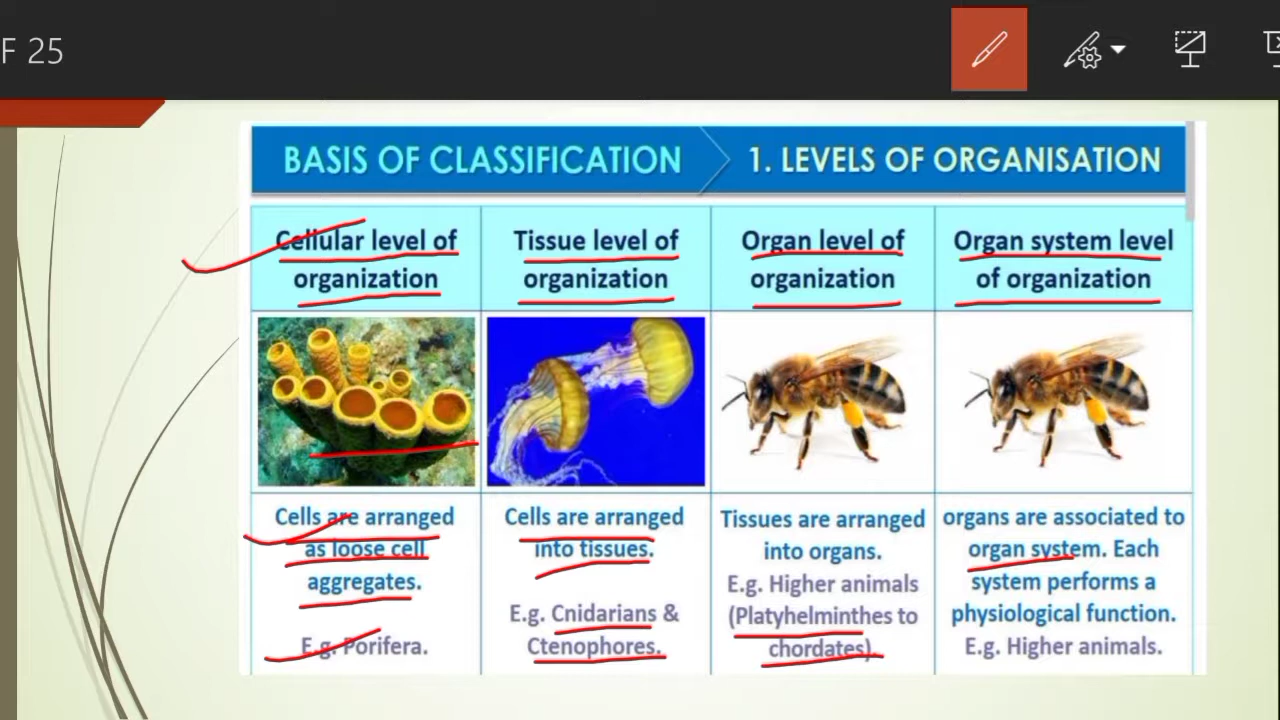 F 25
BASIS OF CLASSIFICATION
1. LEVELS OF ORGANISATION
Cellular level of
organization
Tissue level of
organization
Organ level of
organization
Organ system level
of organization
Cells are arranged
as loose cell
aggregates.
E.g. Porifera.
Cells are arranged
into tissues.
E.g. Cnidarians &
Ctenophores.
Tissues are arranged
into organs.
E.g. Higher animals
(Platyhelminthes to
chordates).
organs are associated to
organ system. Each
system performs a
physiological function.
E.g. Higher animals.